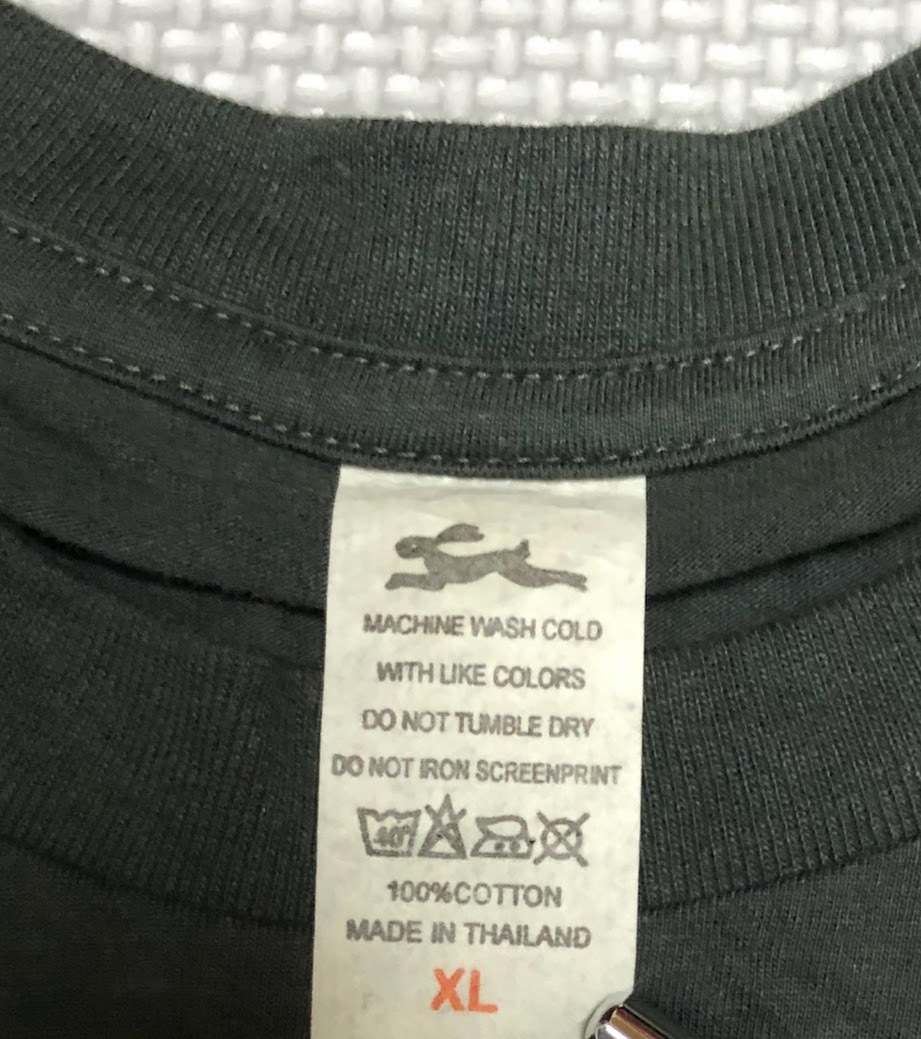 MACHINE WASH COLD
WITH LIKE COLORS
DO NOT TUMBLE DRY
DO NOT IRON SCREENPRINT
40°
100%COTTON
MADE IN THAILAND
XL